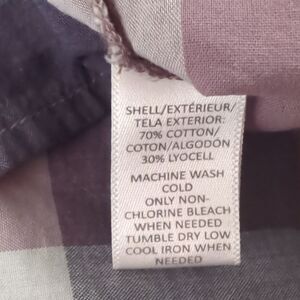 SHELL/EXTÉRIEUR/
TELA EXTERIOR:
70% COTTON/
COTON/ALGODÓN
30% LYOCELL
MACHINE WASH
COLD
ONLY NON-
CHLORINE BLEACH
WHEN NEEDED
TUMBLE DRY LOW
COOL IRON WHEN
NEEDED